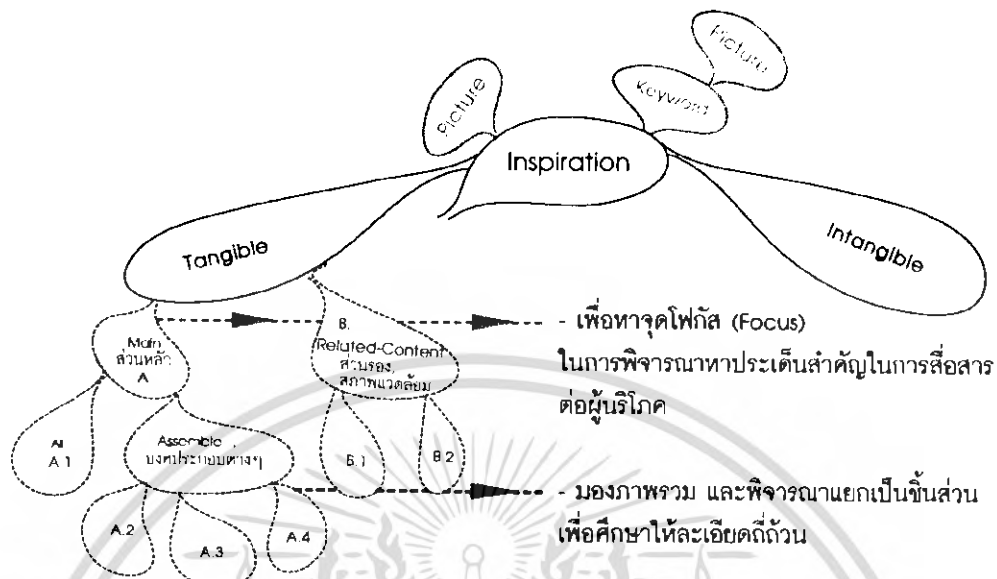 Picture
Keyword
Picture
Inspiration
Tangible
Intangible
Main
ส่วนหลัก
A
B.
Related-Content
ส่วนรอง,
สภาพแวดล้อม
- เพื่อหาจุดโฟกัส (Focus)
ในการพิจารณาหาประเด็นสำคัญในการสื่อสาร
ต่อผู้บริโภค
All
A.1
Assemble,
องค์ประกอบต่างๆ
B.1
B.2
A.2
A.3
A.4
- มองภาพรวม และพิจารณาแยกเป็นชิ้นส่วน
เพื่อศึกษาให้ละเอียดถี่ถ้วน